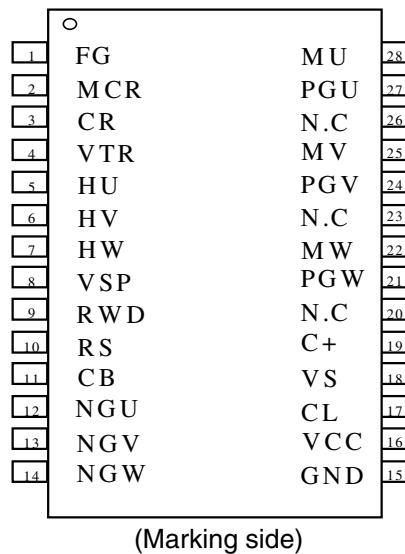 1 FG MU 28
2 MCR PGU 27
3 CR N.C 26
4 VTR MV 25
5 HU PGV 24
6 HV N.C 23
7 HW MW 22
8 VSP PGW 21
9 RWD N.C 20
10 RS C+ 19
11 CB VS 18
12 NGU CL 17
13 NGV VCC 16
14 NGW GND 15
(Marking side)